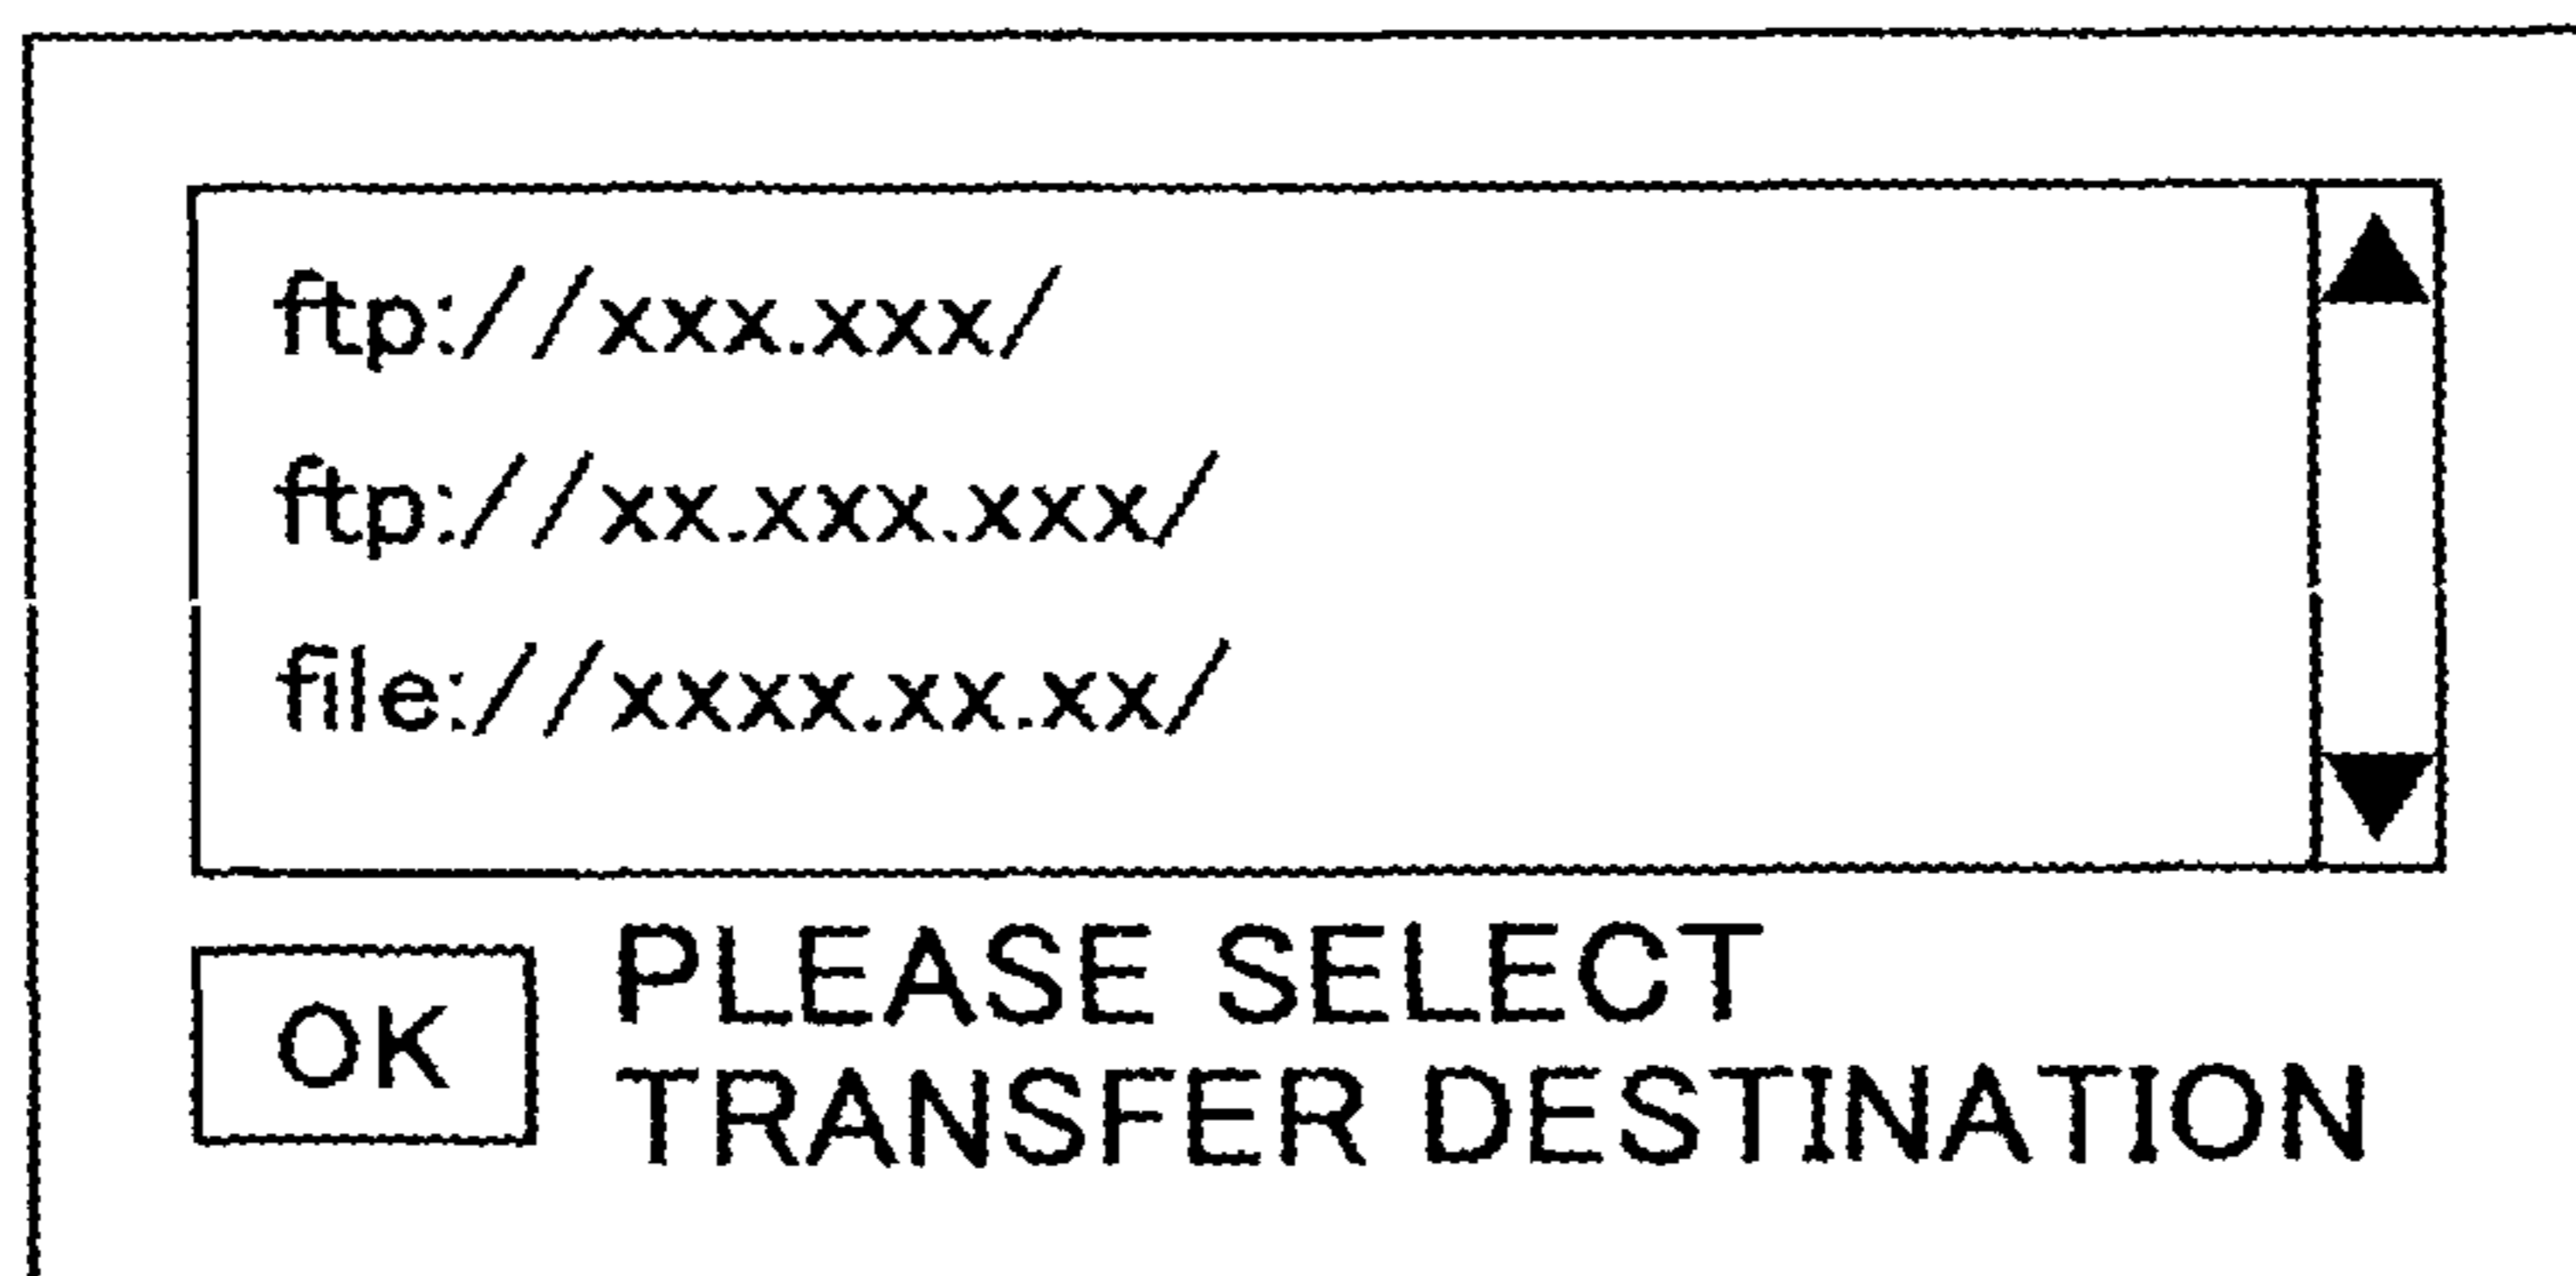 ftp://xxx.xxx/
ftp://xx.xxx.xxx/
file://xxxx.xx.xx/
OK
PLEASE SELECT
TRANSFER DESTINATION